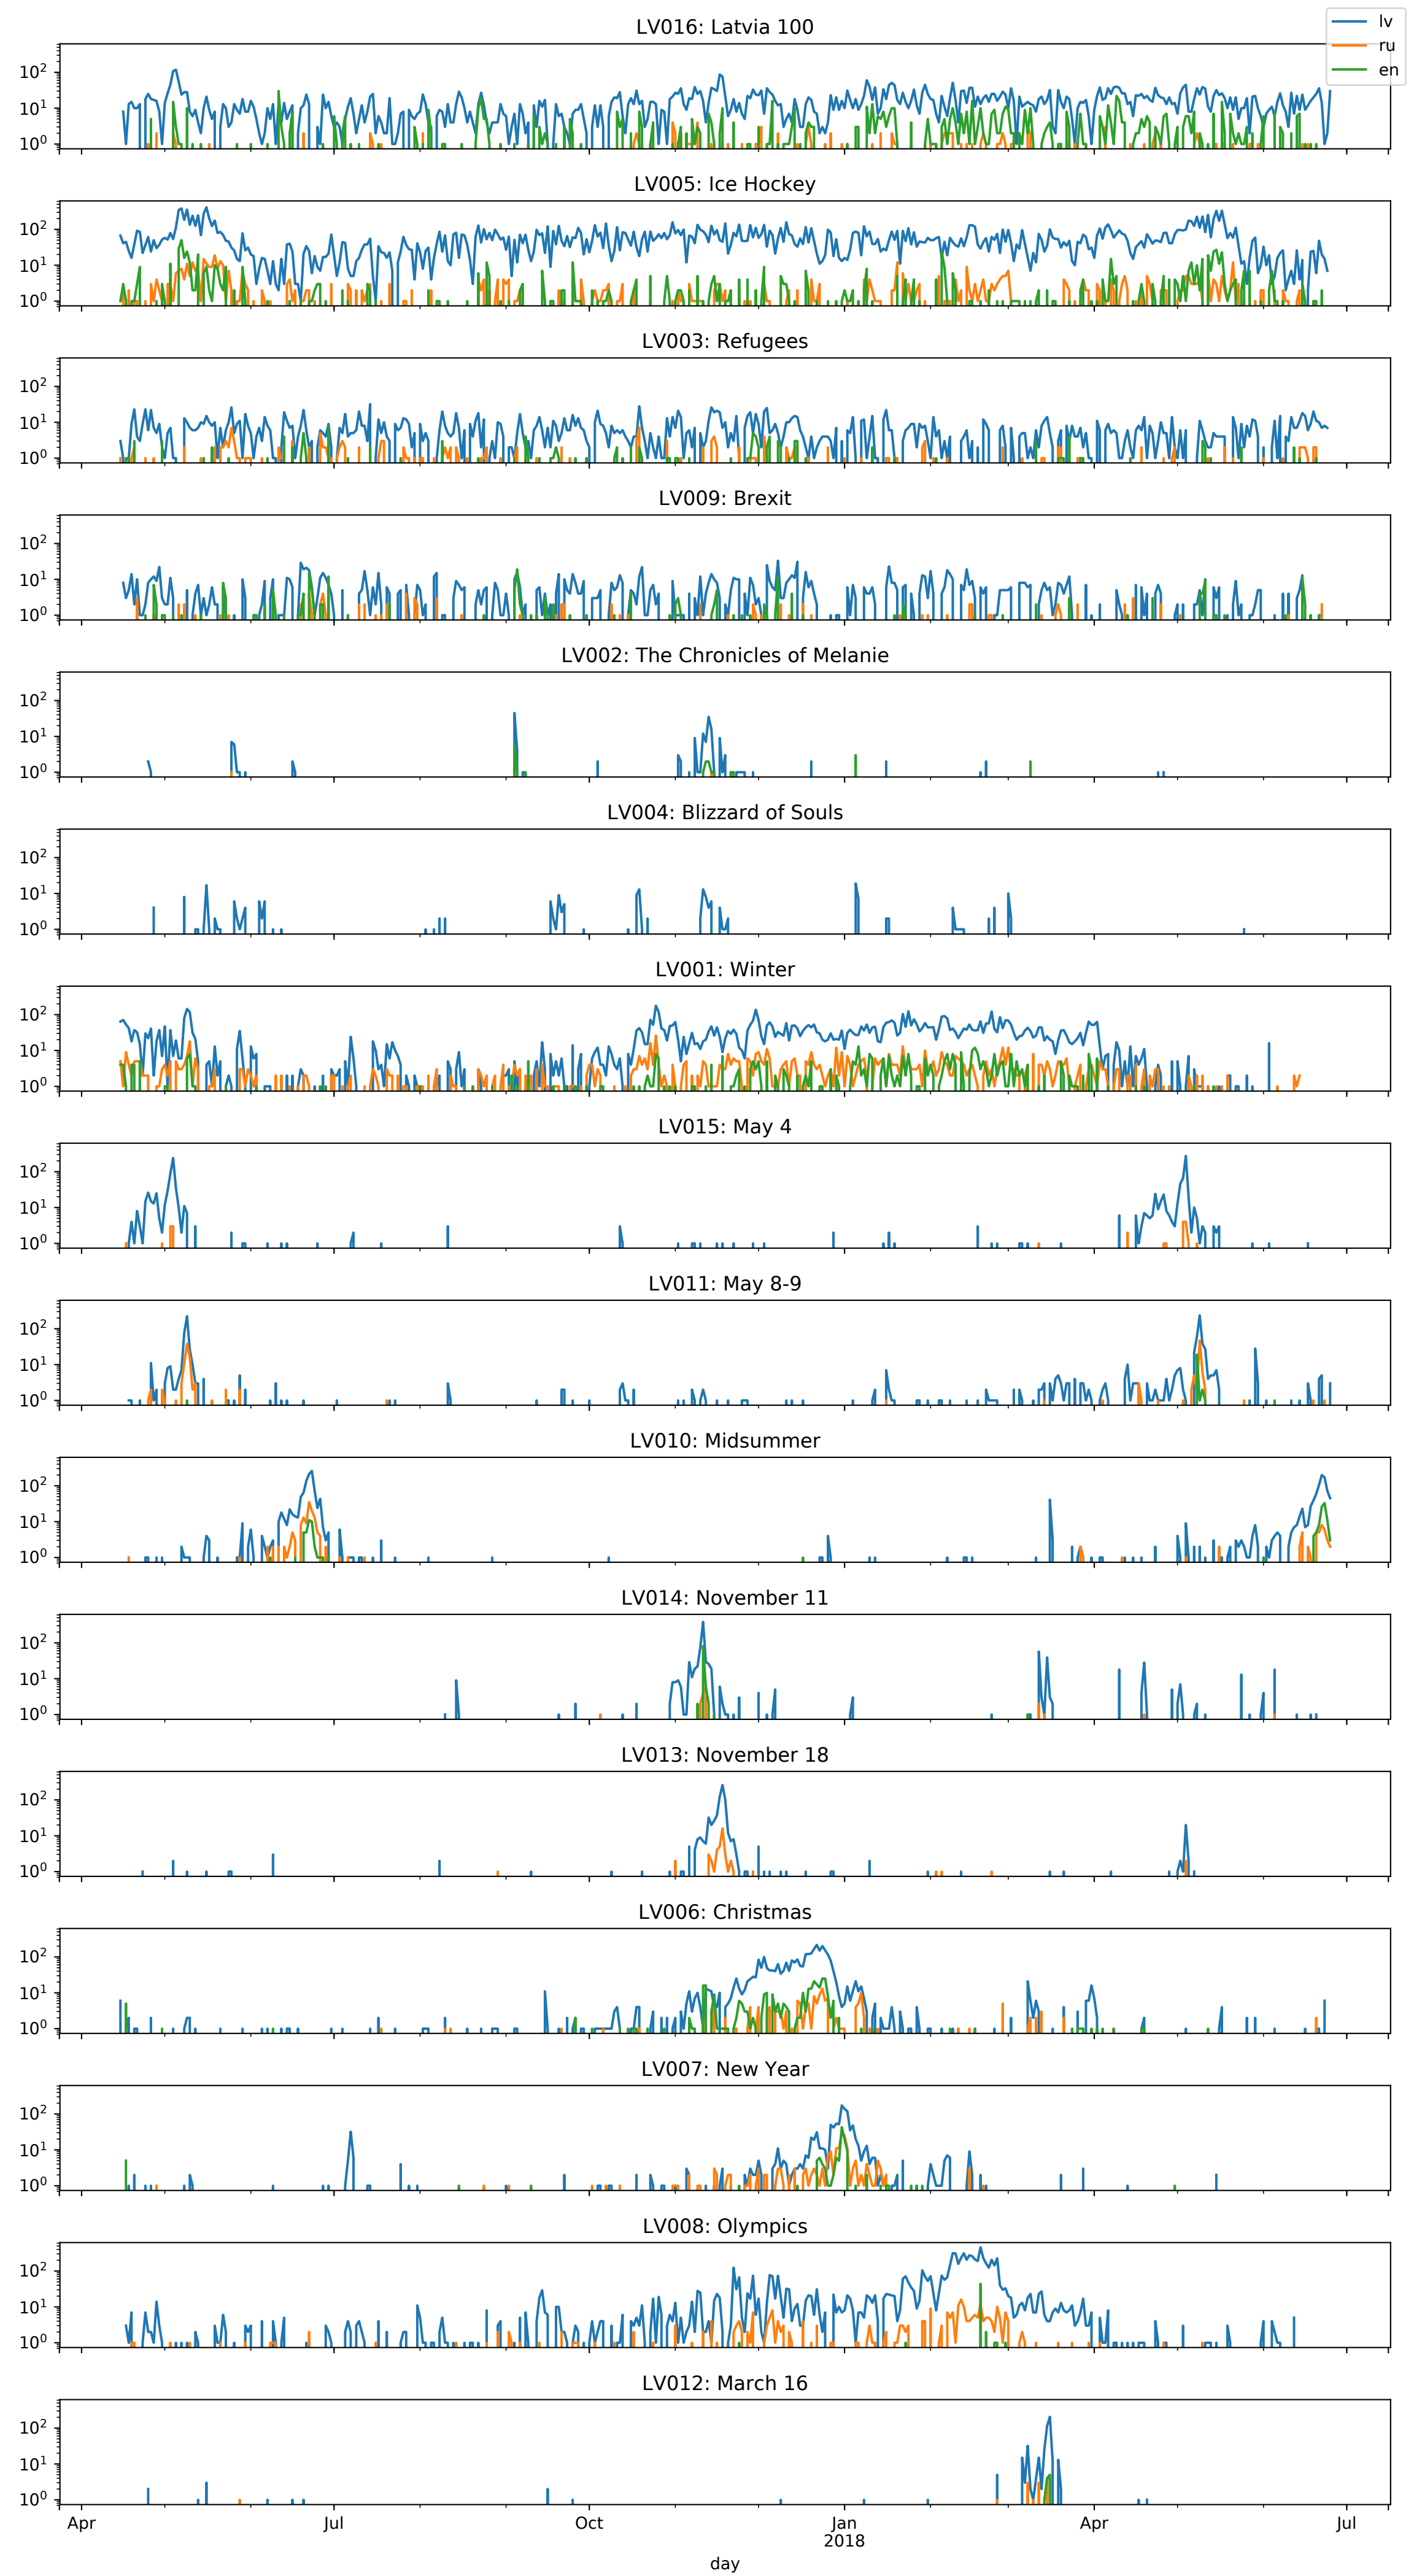 LV016: Latvia 100
lv
ru
en
10²
10¹
10⁰
LV005: Ice Hockey
10²
10¹
10⁰
LV003: Refugees
10²
10¹
10⁰
LV009: Brexit
10²
10¹
10⁰
LV002: The Chronicles of Melanie
10²
10¹
10⁰
LV004: Blizzard of Souls
10²
10¹
10⁰
LV001: Winter
10²
10¹
10⁰
LV015: May 4
10²
10¹
10⁰
LV011: May 8-9
10²
10¹
10⁰
LV010: Midsummer
10²
10¹
10⁰
LV014: November 11
10²
10¹
10⁰
LV013: November 18
10²
10¹
10⁰
LV006: Christmas
10²
10¹
10⁰
LV007: New Year
10²
10¹
10⁰
LV008: Olympics
10²
10¹
10⁰
LV012: March 16
10²
10¹
10⁰
Apr Jul Oct Jan Apr Jul
2018
day